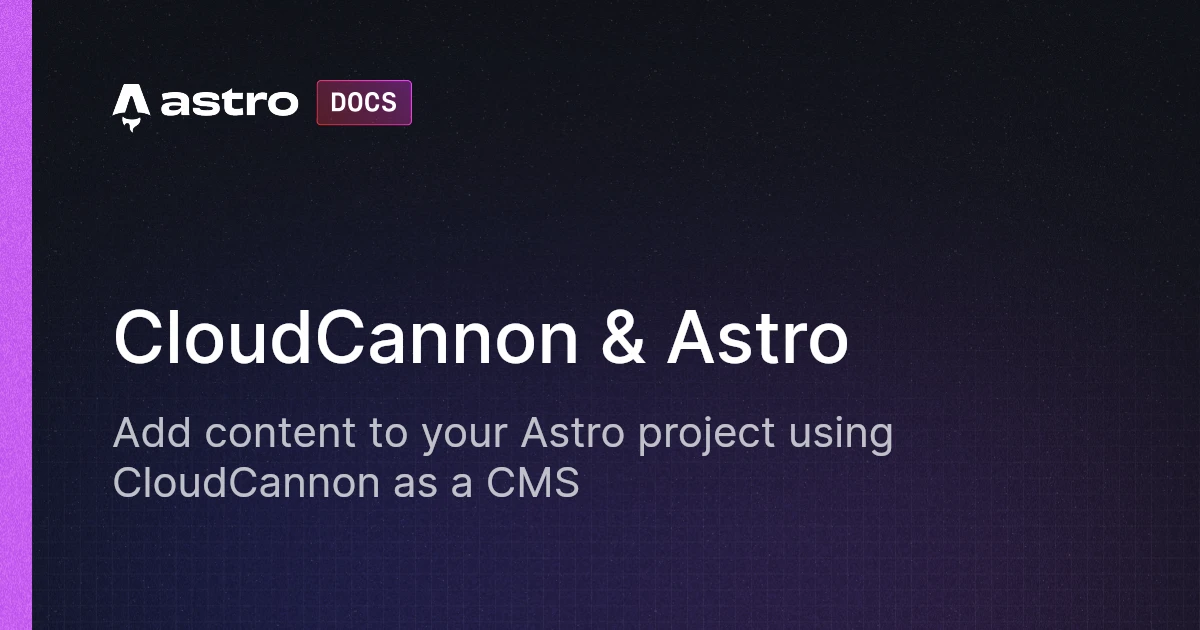 astro DOCS
CloudCannon & Astro
Add content to your Astro project using
CloudCannon as a CMS